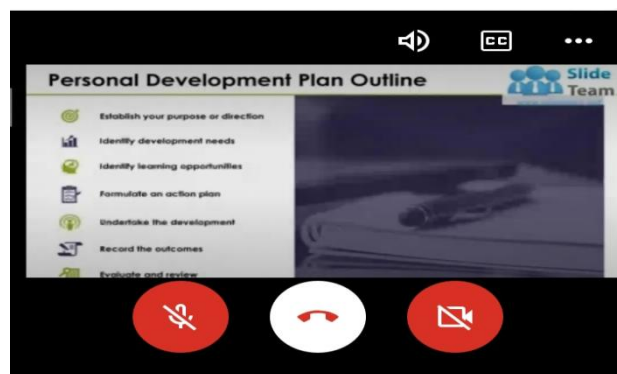 CC
Personal Development Plan Outline
Slide
Team
Establish your purpose or direction
Identify development needs
Identify learning opportunities
Formulate an action plan
Undertake the development
Record the outcomes
Evaluate and review